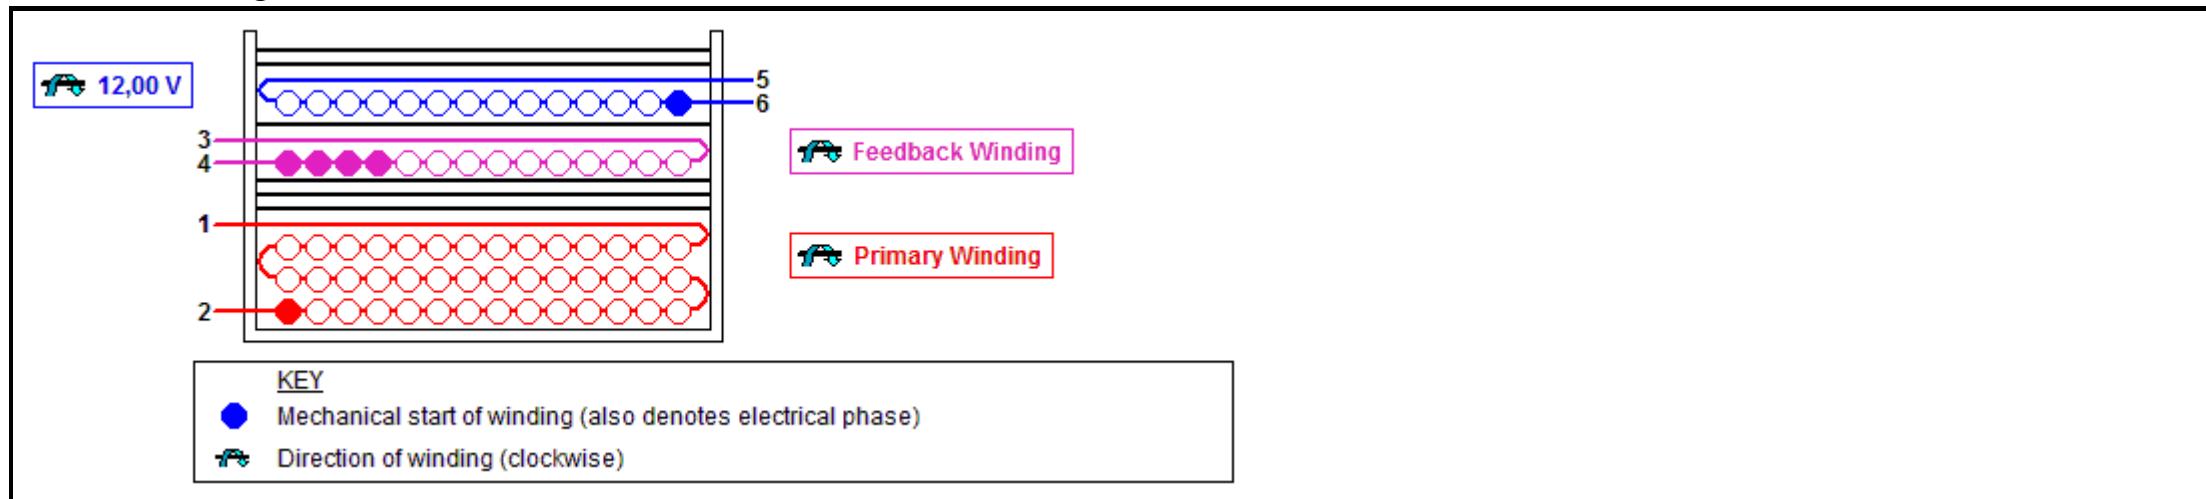 12,00 V
5
6
3
4
Feedback Winding
1
Primary Winding
2
KEY
Mechanical start of winding (also denotes electrical phase)
Direction of winding (clockwise)